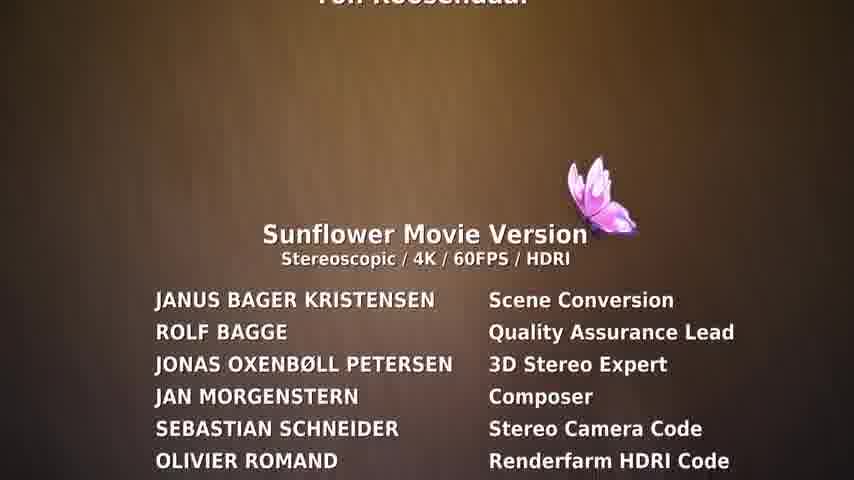 Sunflower Movie Version
Stereoscopic / 4K / 60FPS / HDRI
JANUS BAGER KRISTENSEN Scene Conversion
ROLF BAGGE Quality Assurance Lead
JONAS OXENBØLL PETERSEN 3D Stereo Expert
JAN MORGENSTERN Composer
SEBASTIAN SCHNEIDER Stereo Camera Code
OLIVIER ROMAND Renderfarm HDRI Code